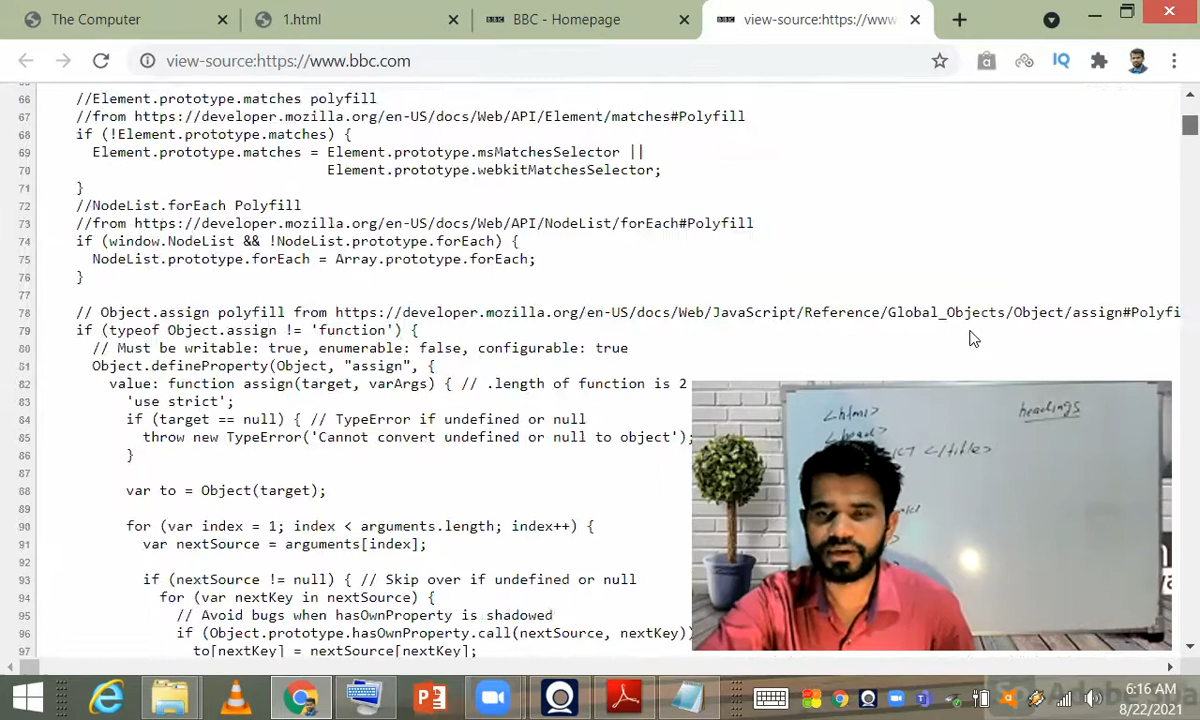 The Computer
1.html
BBC - Homepage
view-source:https://www
view-source:https://www.bbc.com
IQ
66 //Element.prototype.matches polyfill
67 //from https://developer.mozilla.org/en-US/docs/Web/API/Element/matches#Polyfill
68 if (!Element.prototype.matches) {
69 Element.prototype.matches = Element.prototype.msMatchesSelector ||
70 Element.prototype.webkitMatchesSelector;
71 }
72 //NodeList.forEach Polyfill
73 //from https://developer.mozilla.org/en-US/docs/Web/API/NodeList/forEach#Polyfill
74 if (window.NodeList && !NodeList.prototype.forEach) {
75 NodeList.prototype.forEach = Array.prototype.forEach;
76 }
77
78 // Object.assign polyfill from https://developer.mozilla.org/en-US/docs/Web/JavaScript/Reference/Global_Objects/Object/assign#Polyfi
79 if (typeof Object.assign != 'function') {
80 // Must be writable: true, enumerable: false, configurable: true
81 Object.defineProperty(Object, "assign", {
82 value: function assign(target, varArgs) { // .length of function is 2
83 'use strict';
84 if (target == null) { // TypeError if undefined or null
85 throw new TypeError('Cannot convert undefined or null to object');
86 }
87
88 var to = Object(target);
89
90 for (var index = 1; index < arguments.length; index++) {
91 var nextSource = arguments[index];
92
93 if (nextSource != null) { // Skip over if undefined or null
94 for (var nextKey in nextSource) {
95 // Avoid bugs when hasOwnProperty is shadowed
96 if (Object.prototype.hasOwnProperty.call(nextSource, nextKey))
97 to[nextKey] = nextSource[nextKey];
<html>
headings
<head>
ICT </title>
6:16 AM
8/22/2021